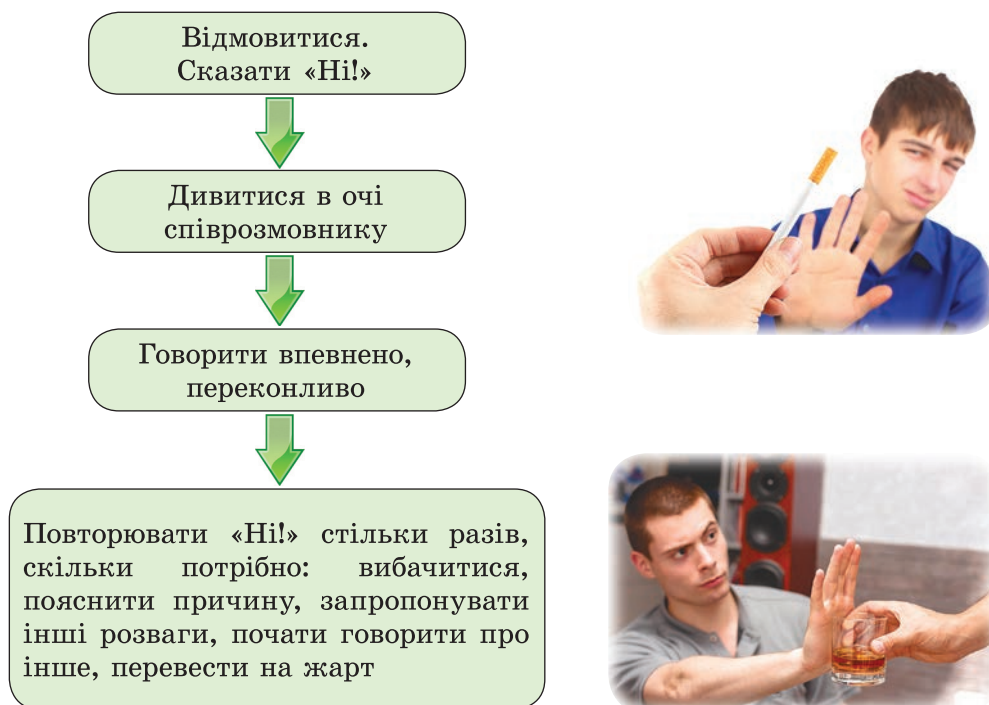 Відмовитися.
Сказати «Ні!»
Дивитися в очі
співрозмовнику
Говорити впевнено,
переконливо
Повторювати «Ні!» стільки разів,
скільки потрібно: вибачитися,
пояснити причину, запропонувати
інші розваги, почати говорити про
інше, перевести на жарт